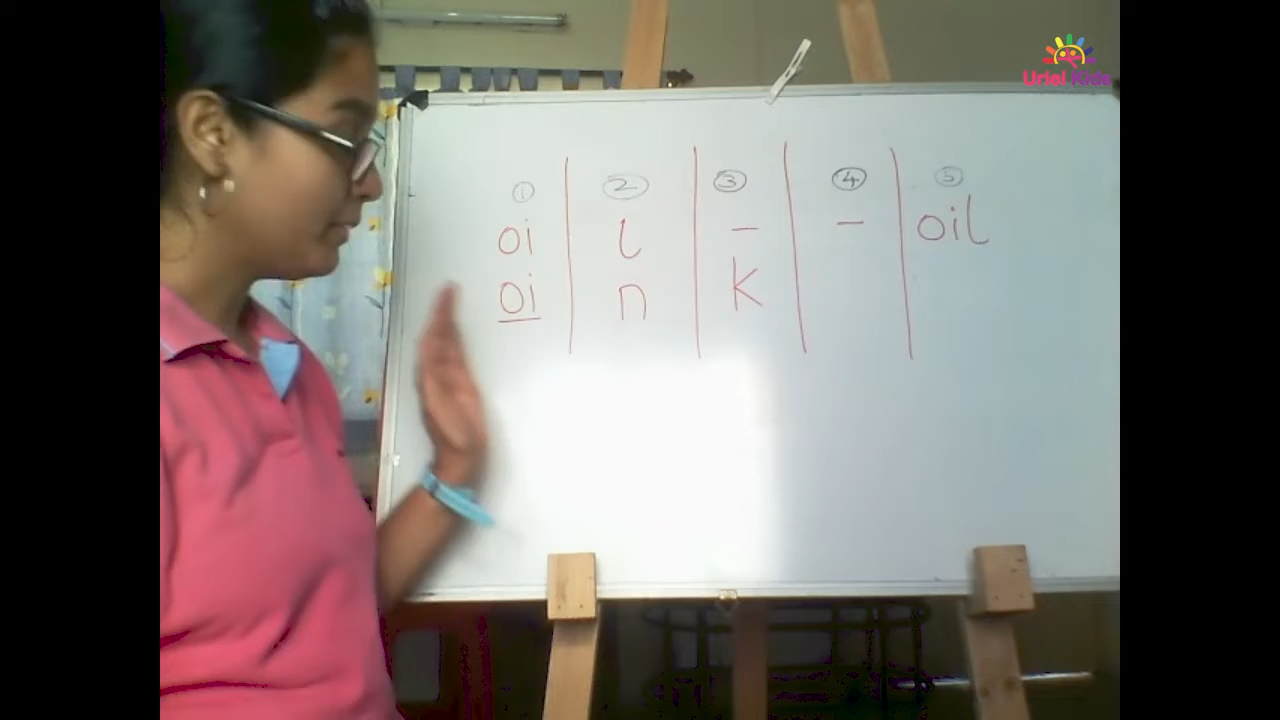 Uriel Kids
① ② ③ ④ ⑤
oi l – – oil
oi n k